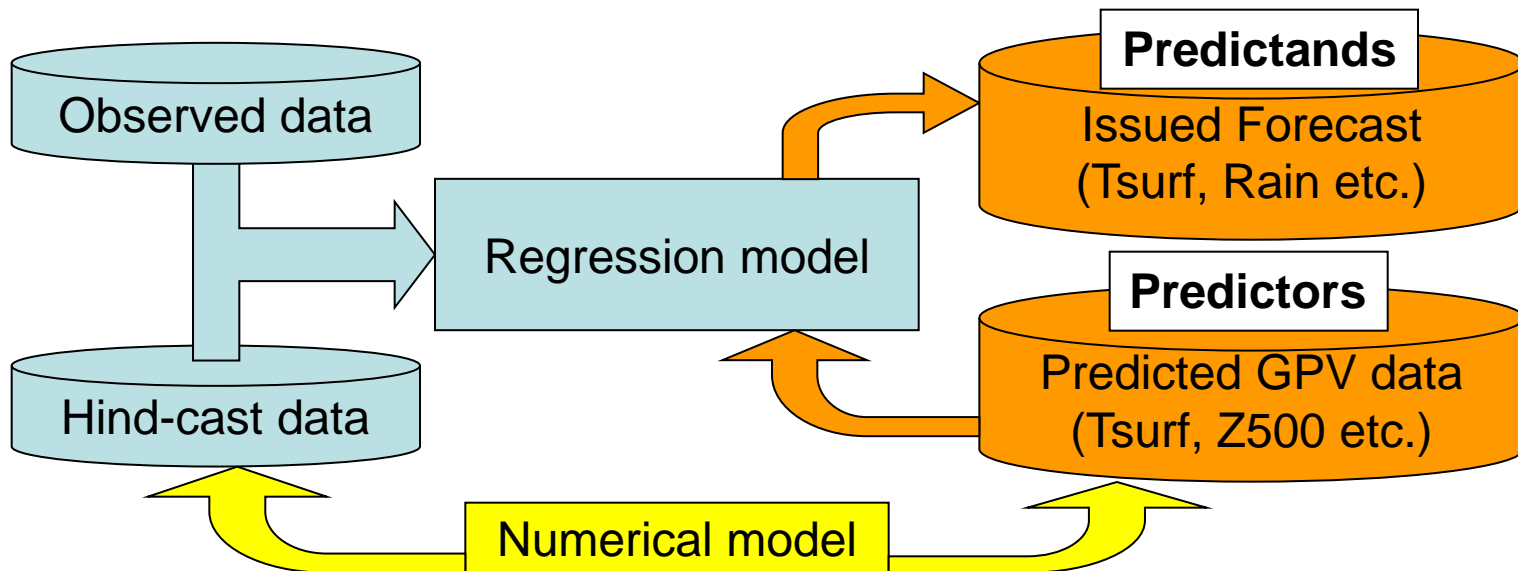 Observed data
Hind-cast data
Regression model
Numerical model
Predictands
Issued Forecast
(Tsurf, Rain etc.)
Predictors
Predicted GPV data
(Tsurf, Z500 etc.)